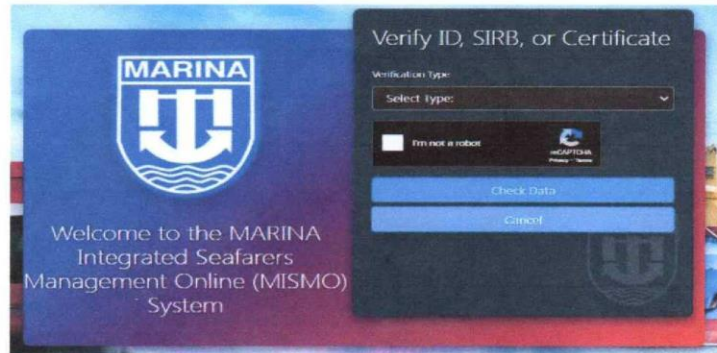 MARINA
Welcome to the MARINA
Integrated Seafarers
Management Online (MISMO)
System
Verify ID, SIRB, or Certificate
Verification Type
Select Type:
I'm not a robot
reCAPTCHA
Privacy - Terms
Check Data
Cancel